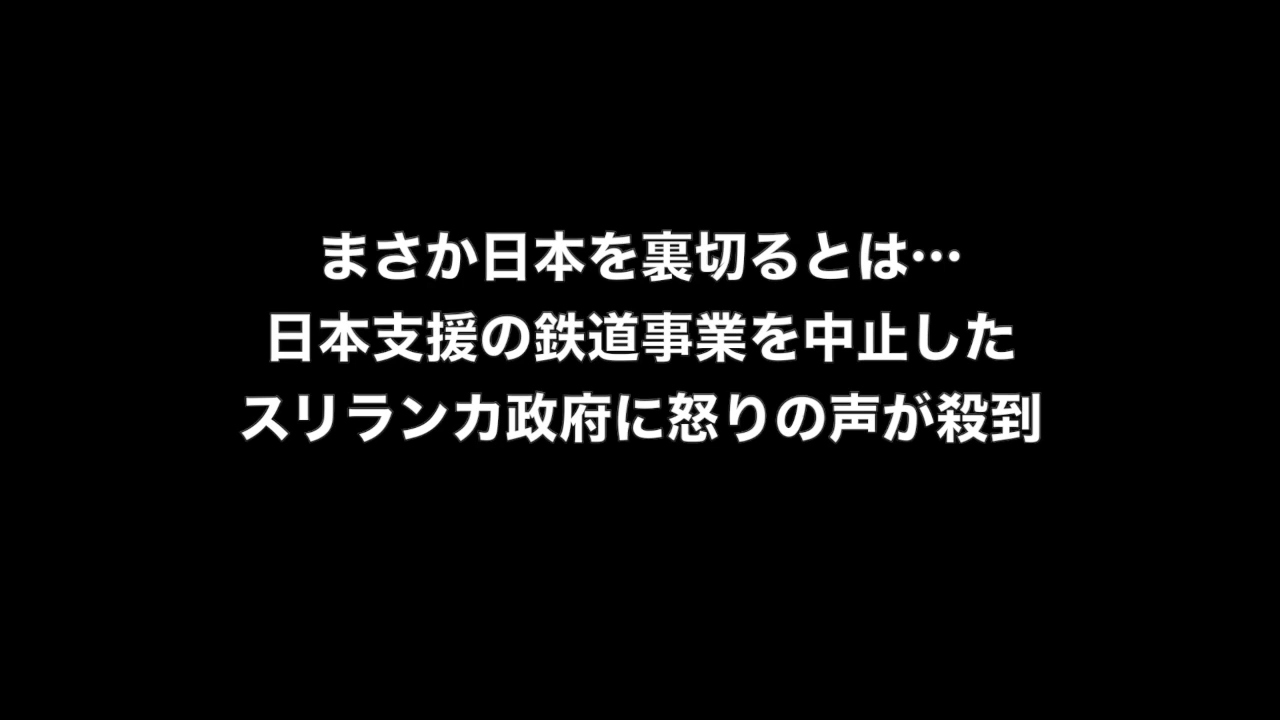 まさか日本を裏切るとは…
日本支援の鉄道事業を中止した
スリランカ政府に怒りの声が殺到